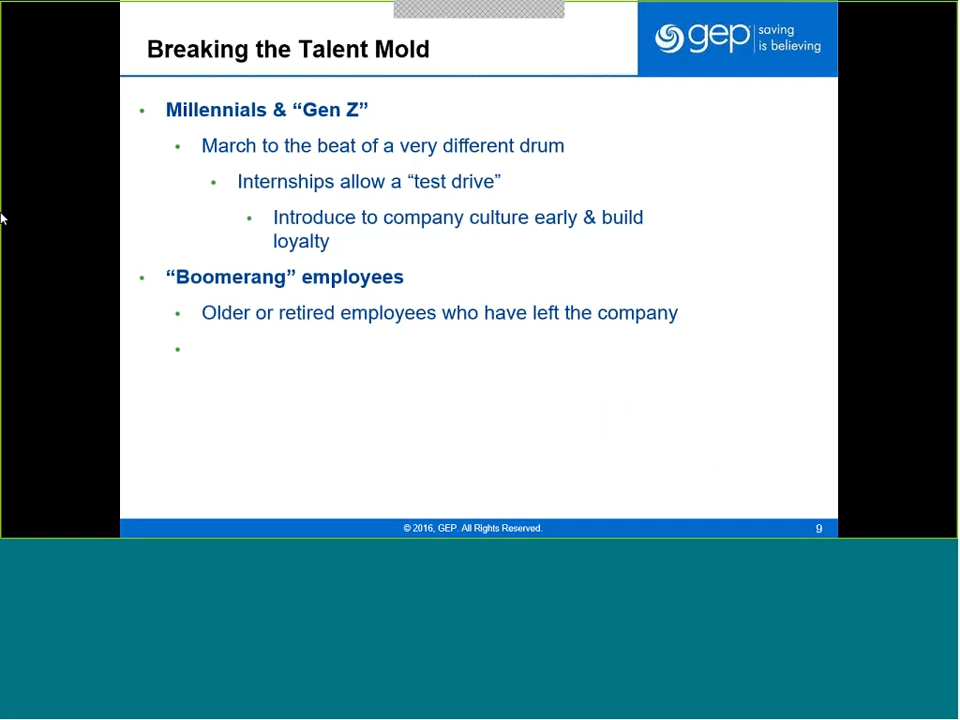 Breaking the Talent Mold
gep
saving
is believing
• Millennials & “Gen Z”
• March to the beat of a very different drum
• Internships allow a “test drive”
• Introduce to company culture early & build
loyalty
• “Boomerang” employees
• Older or retired employees who have left the company
•
© 2016, GEP. All Rights Reserved.
9